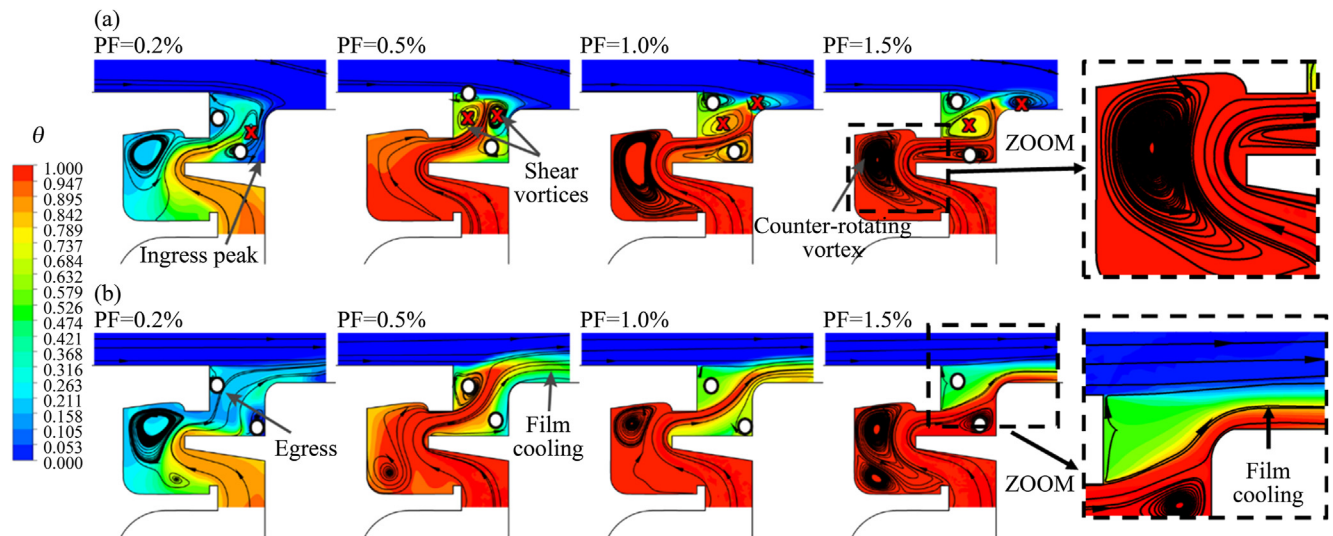 (a)
PF=0.2%
PF=0.5%
PF=1.0%
PF=1.5%
ZOOM
θ
1.000
0.947
0.895
0.842
0.789
0.737
0.684
0.632
0.579
0.526
0.474
0.421
0.368
0.316
0.263
0.211
0.158
0.105
0.053
0.000
X
X
X
X
X
X
X
Ingress peak
Shear
vortices
Counter-rotating
vortex
(b)
PF=0.2%
PF=0.5%
PF=1.0%
PF=1.5%
Egress
Film
cooling
ZOOM
Film
cooling